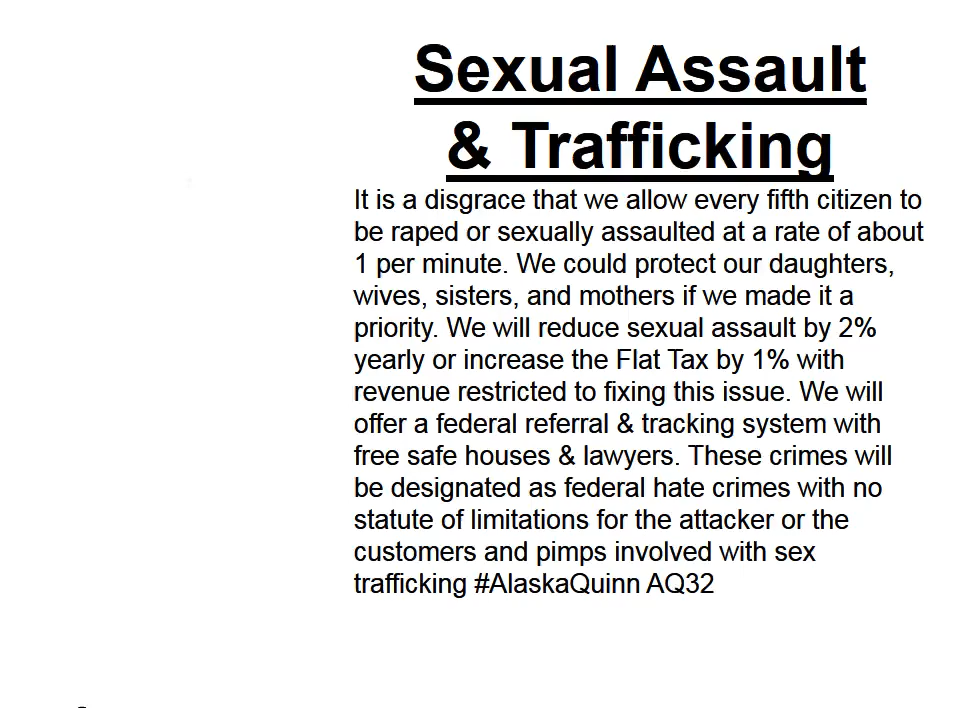 Sexual Assault
& Trafficking
It is a disgrace that we allow every fifth citizen to
be raped or sexually assaulted at a rate of about
1 per minute. We could protect our daughters,
wives, sisters, and mothers if we made it a
priority. We will reduce sexual assault by 2%
yearly or increase the Flat Tax by 1% with
revenue restricted to fixing this issue. We will
offer a federal referral & tracking system with
free safe houses & lawyers. These crimes will
be designated as federal hate crimes with no
statute of limitations for the attacker or the
customers and pimps involved with sex
trafficking #AlaskaQuinn AQ32